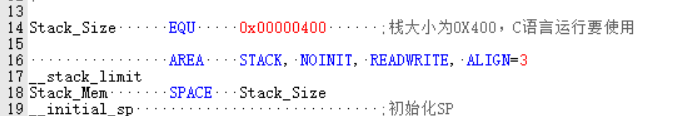 13
14 Stack_Size      EQU     0x00000400      ;栈大小为0X400，C语言运行要使用
15
16                 AREA    STACK, NOINIT, READWRITE, ALIGN=3
17 __stack_limit
18 Stack_Mem       SPACE   Stack_Size
19 __initial_sp                            ;初始化SP